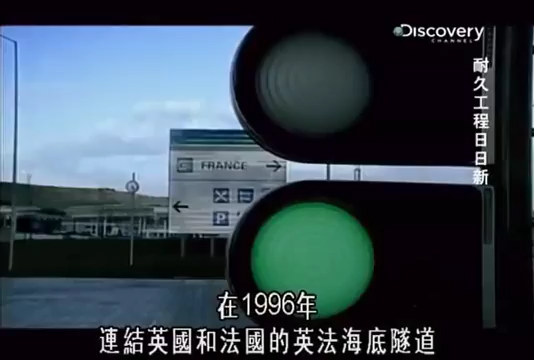 Discovery
CHANNEL
耐久工程日日新
FRANCE
P
在1996年
連結英國和法國的英法海底隧道